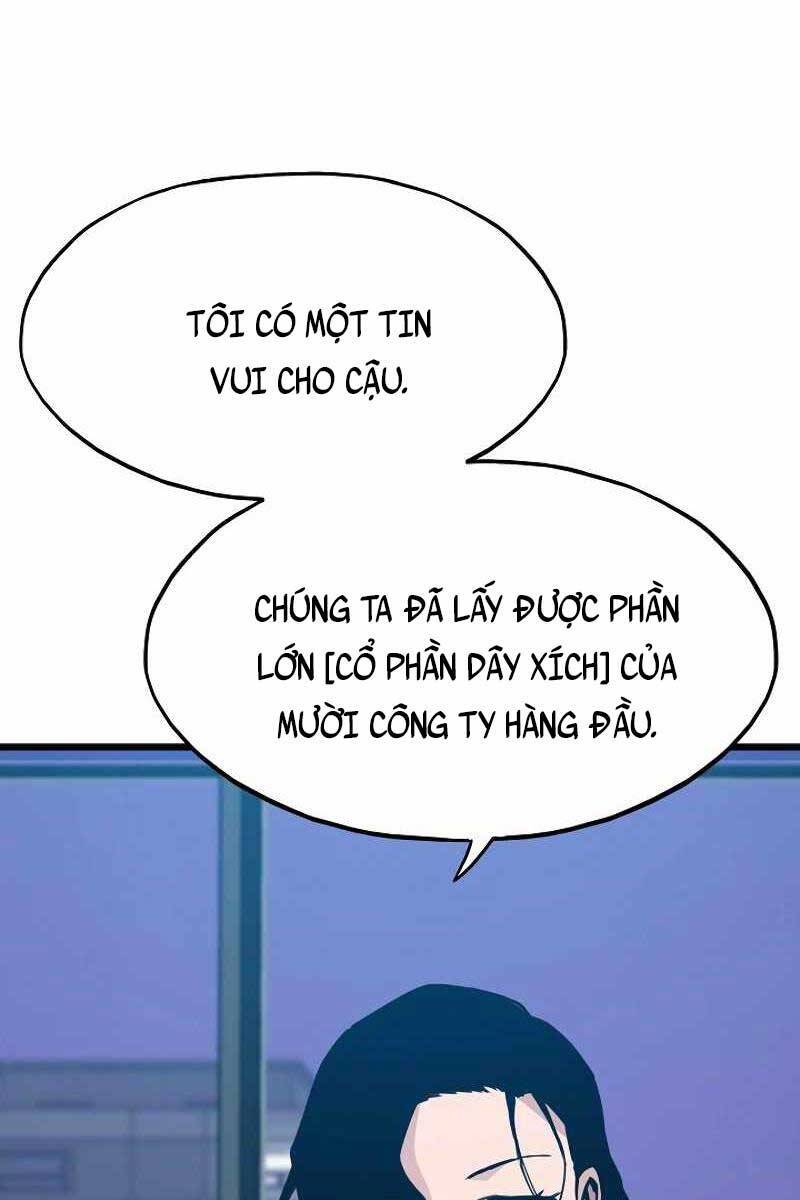 TÔI CÓ MỘT TIN
VUI CHO CẬU.
CHÚNG TA ĐÃ LẤY ĐƯỢC PHẦN
LỚN [CỔ PHẦN DÂY XÍCH] CỦA
MƯỜI CÔNG TY HÀNG ĐẦU.